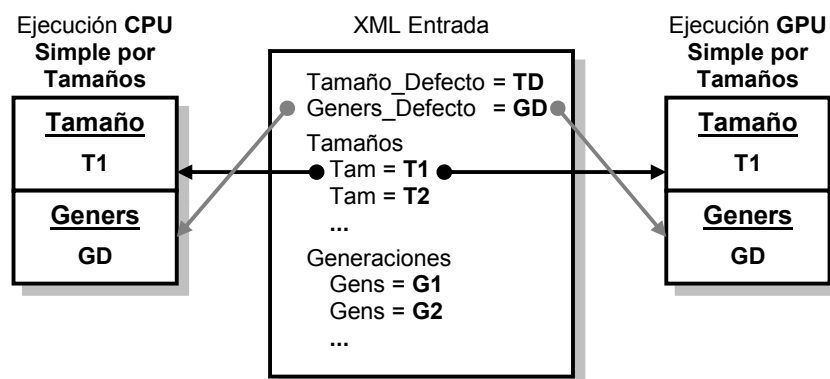 Ejecución CPU
Simple por
Tamaños
Tamaño
T1
Geners
GD
XML Entrada
Tamaño_Defecto = TD
Geners_Defecto = GD
Tamaños
Tam = T1
Tam = T2
...
Generaciones
Gens = G1
Gens = G2
...
Ejecución GPU
Simple por
Tamaños
Tamaño
T1
Geners
GD